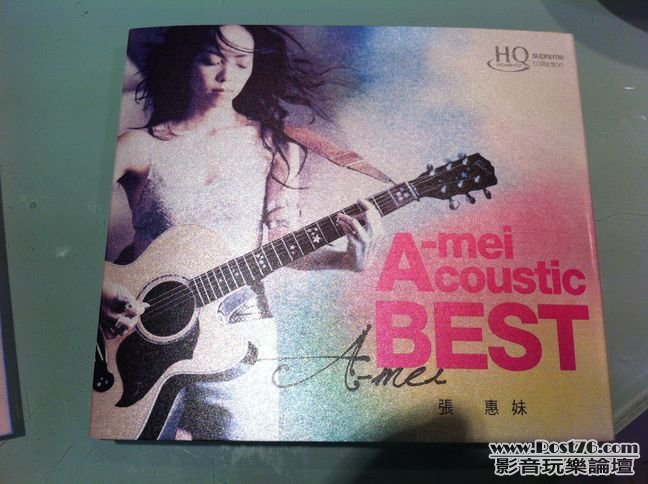 HQ
supreme
collection
A-mei
Acoustic
BEST
A-mei
張惠妹
www.Post76.com
影音玩樂論壇